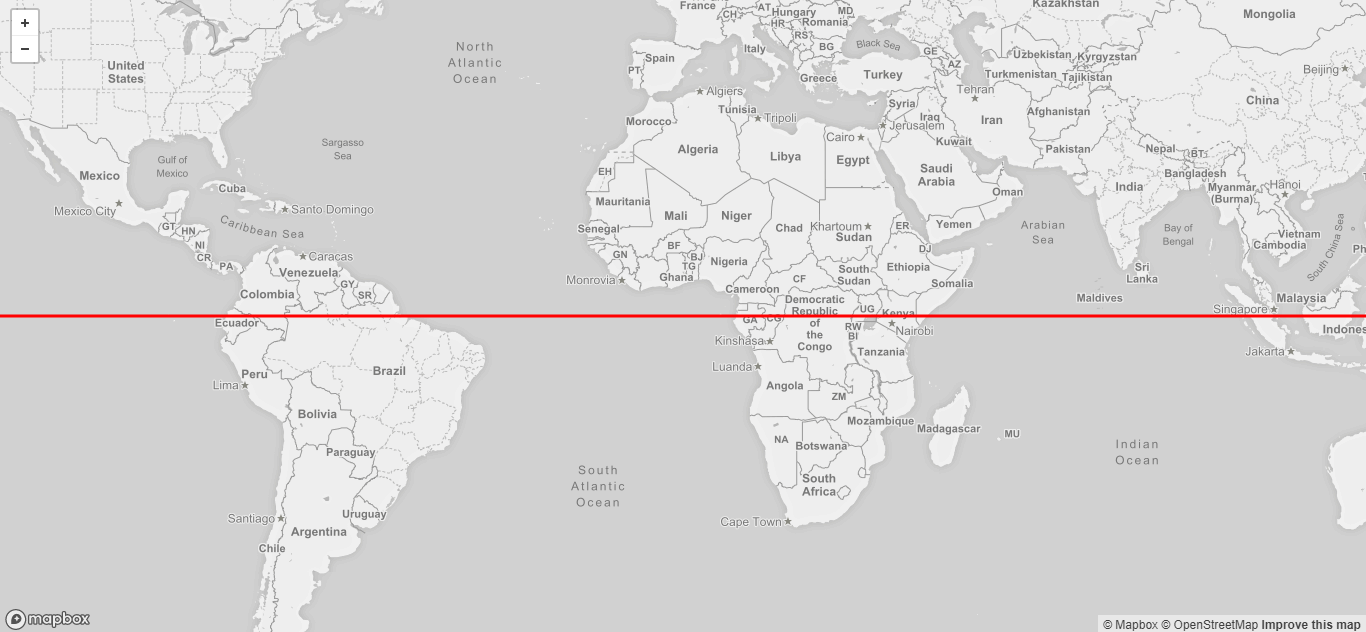 +
−
France
CH
AT
Hungary
MD
HR
Romania
RS
BG
Black Sea
Kazakhstan
Mongolia
North
Atlantic
Ocean
Italy
Spain
PT
Greece
Turkey
GE
AZ
Uzbekistan
Kyrgyzstan
Turkmenistan
Tajikistan
Beijing
United
States
Algiers
Tunisia
Tripoli
Morocco
Syria
Iraq
Tehran
Iran
Afghanistan
China
Sargasso
Sea
Gulf of
Mexico
Algeria
Libya
Cairo
Egypt
Jerusalem
Kuwait
Pakistan
Nepal
BT
Mexico
EH
Saudi
Arabia
Bangladesh
India
Myanmar
(Burma)
Hanoi
Cuba
Mauritania
Oman
Mexico City
Santo Domingo
Mali
Niger
Chad
Khartoum
Sudan
ER
Yemen
Arabian
Sea
Bay of
Bengal
Vietnam
Cambodia
South China Sea
Ph
GT
HN
Caribbean Sea
NI
CR
PA
Caracas
Senegal
GN
BF
BJ
TG
Nigeria
DJ
Ethiopia
Sri
Lanka
Venezuela
GY
SR
Colombia
Monrovia
Ghana
Cameroon
CF
South
Sudan
Somalia
Maldives
Malaysia
Singapore
Ecuador
GA
CG
Democratic
Republic
of
the
Congo
UG
Kenya
RW
BI
Nairobi
Indones
Kinshasa
Tanzania
Jakarta
Peru
Lima
Brazil
Luanda
Angola
ZM
Bolivia
Mozambique
Madagascar
MU
Paraguay
NA
Botswana
Indian
Ocean
South
Atlantic
Ocean
South
Africa
Santiago
Uruguay
Cape Town
Argentina
Chile
mapbox
© Mapbox © OpenStreetMap Improve this map